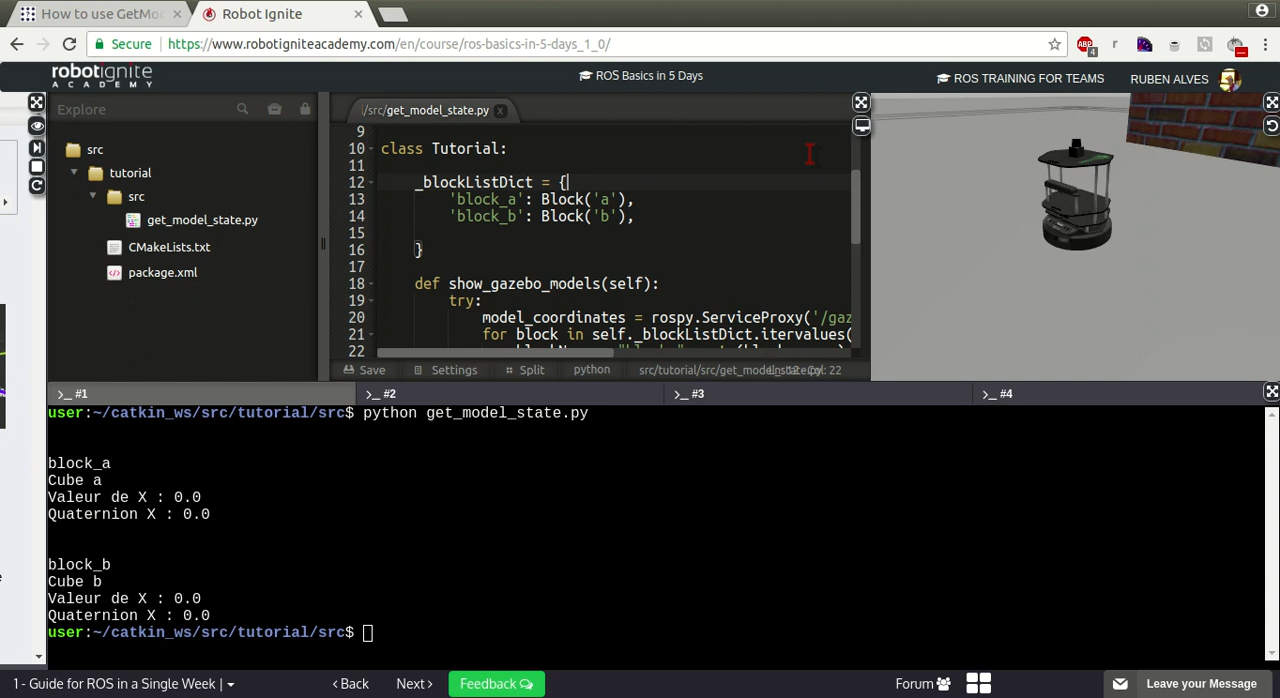 How to use GetMoc
Robot Ignite
Secure
https://www.robotigniteacademy.com/en/course/ros-basics-in-5-days_1_0/
ABP
4
r
robotignite
ACADEMY
ROS Basics in 5 Days
ROS TRAINING FOR TEAMS
RUBEN ALVES
Explore
src
tutorial
src
get_model_state.py
CMakeLists.txt
package.xml
/src/get_model_state.py x
9
10 class Tutorial:
11
12 _blockListDict = {
13 'block_a': Block('a'),
14 'block_b': Block('b'),
15
16 }
17
18 def show_gazebo_models(self):
19 try:
20 model_coordinates = rospy.ServiceProxy('/gaz
21 for block in self._blockListDict.itervalues(
22
Save
Settings
Split
python
src/tutorial/src/get_model_state.py
Col: 22
>_ #1
>_ #2
>_ #3
>_ #4
user:~/catkin_ws/src/tutorial/src$ python get_model_state.py
block_a
Cube a
Valeur de X : 0.0
Quaternion X : 0.0
block_b
Cube b
Valeur de X : 0.0
Quaternion X : 0.0
user:~/catkin_ws/src/tutorial/src$
1 - Guide for ROS in a Single Week |
Back
Next
Feedback
Forum
Leave your Message